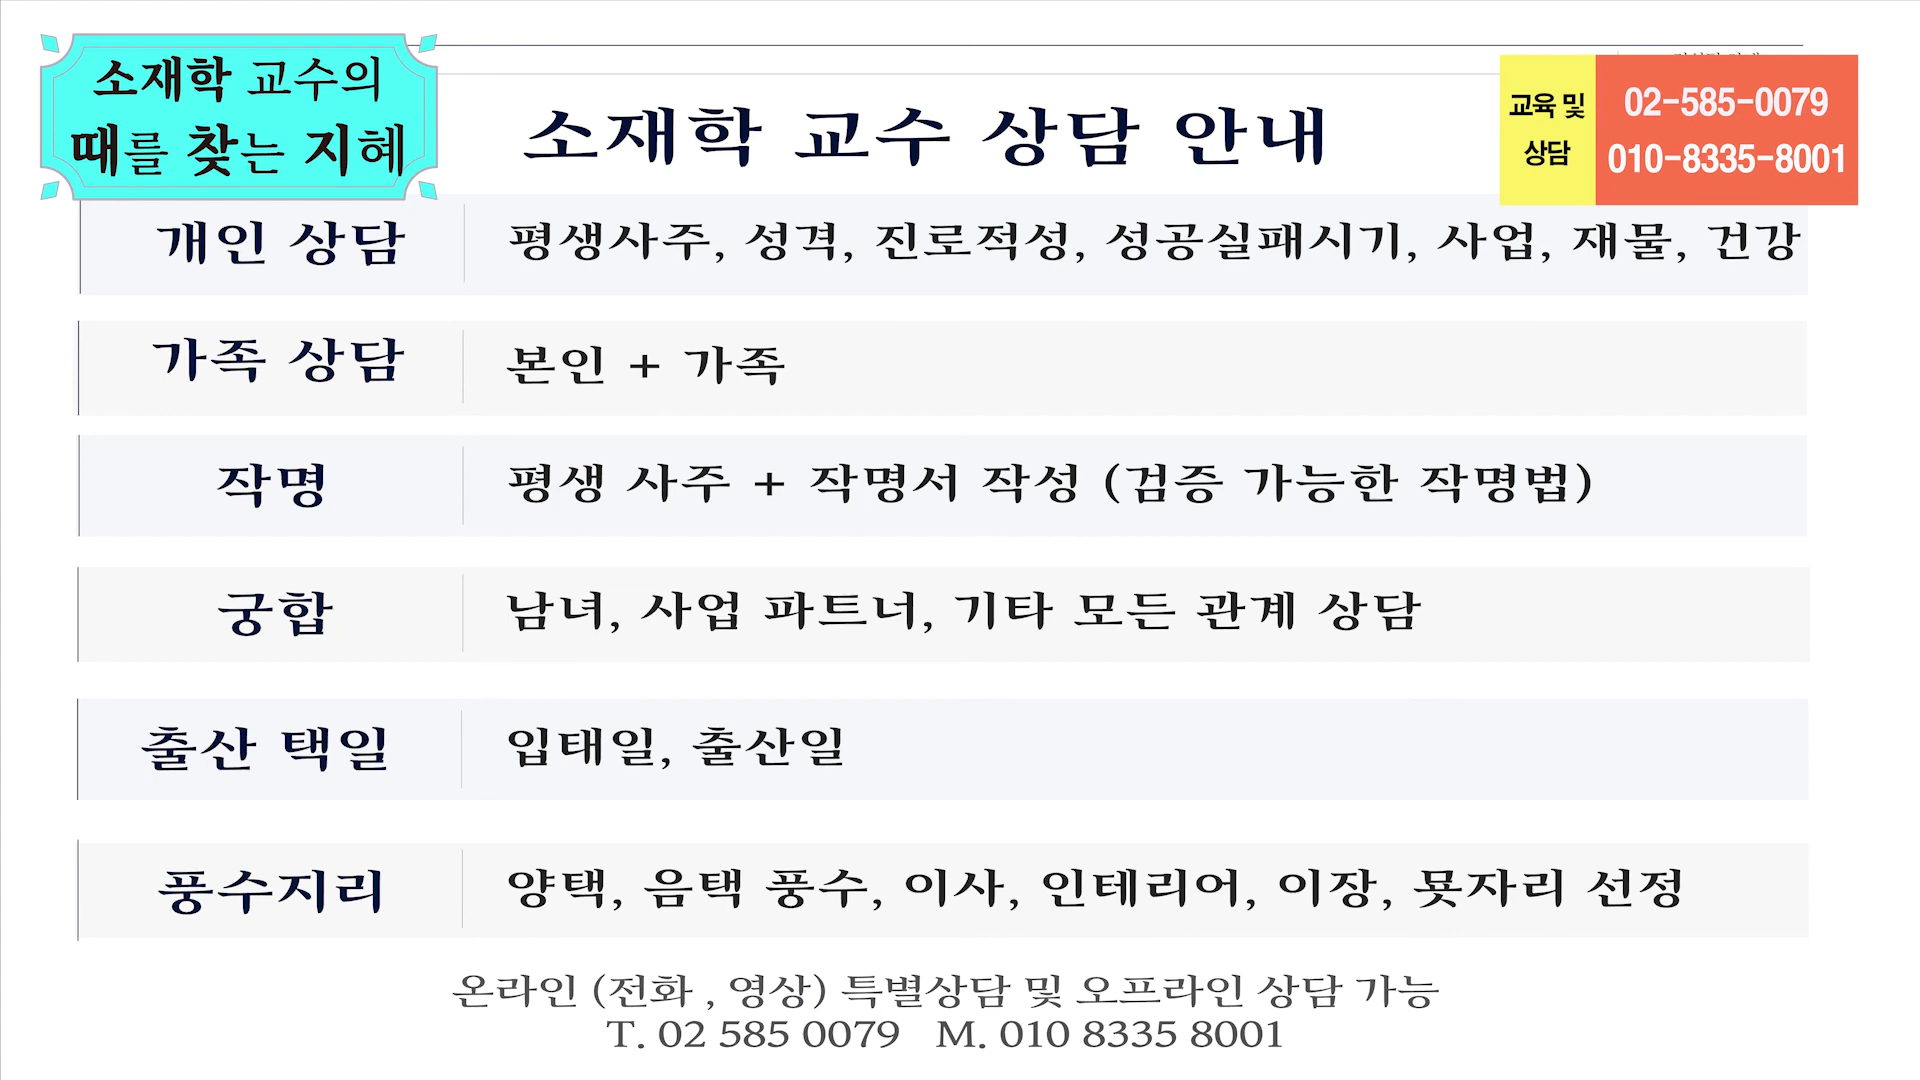 소재학 교수의
때를 찾는 지혜
소재학 교수 상담 안내
교육 및
상담
02-585-0079
010-8335-8001
개인 상담
평생사주, 성격, 진로적성, 성공실패시기, 사업, 재물, 건강
가족 상담
본인 + 가족
작명
평생 사주 + 작명서 작성 (검증 가능한 작명법)
궁합
남녀, 사업 파트너, 기타 모든 관계 상담
출산 택일
입태일, 출산일
풍수지리
양택, 음택 풍수, 이사, 인테리어, 이장, 묫자리 선정
온라인 (전화 , 영상) 특별상담 및 오프라인 상담 가능
T. 02 585 0079 M. 010 8335 8001